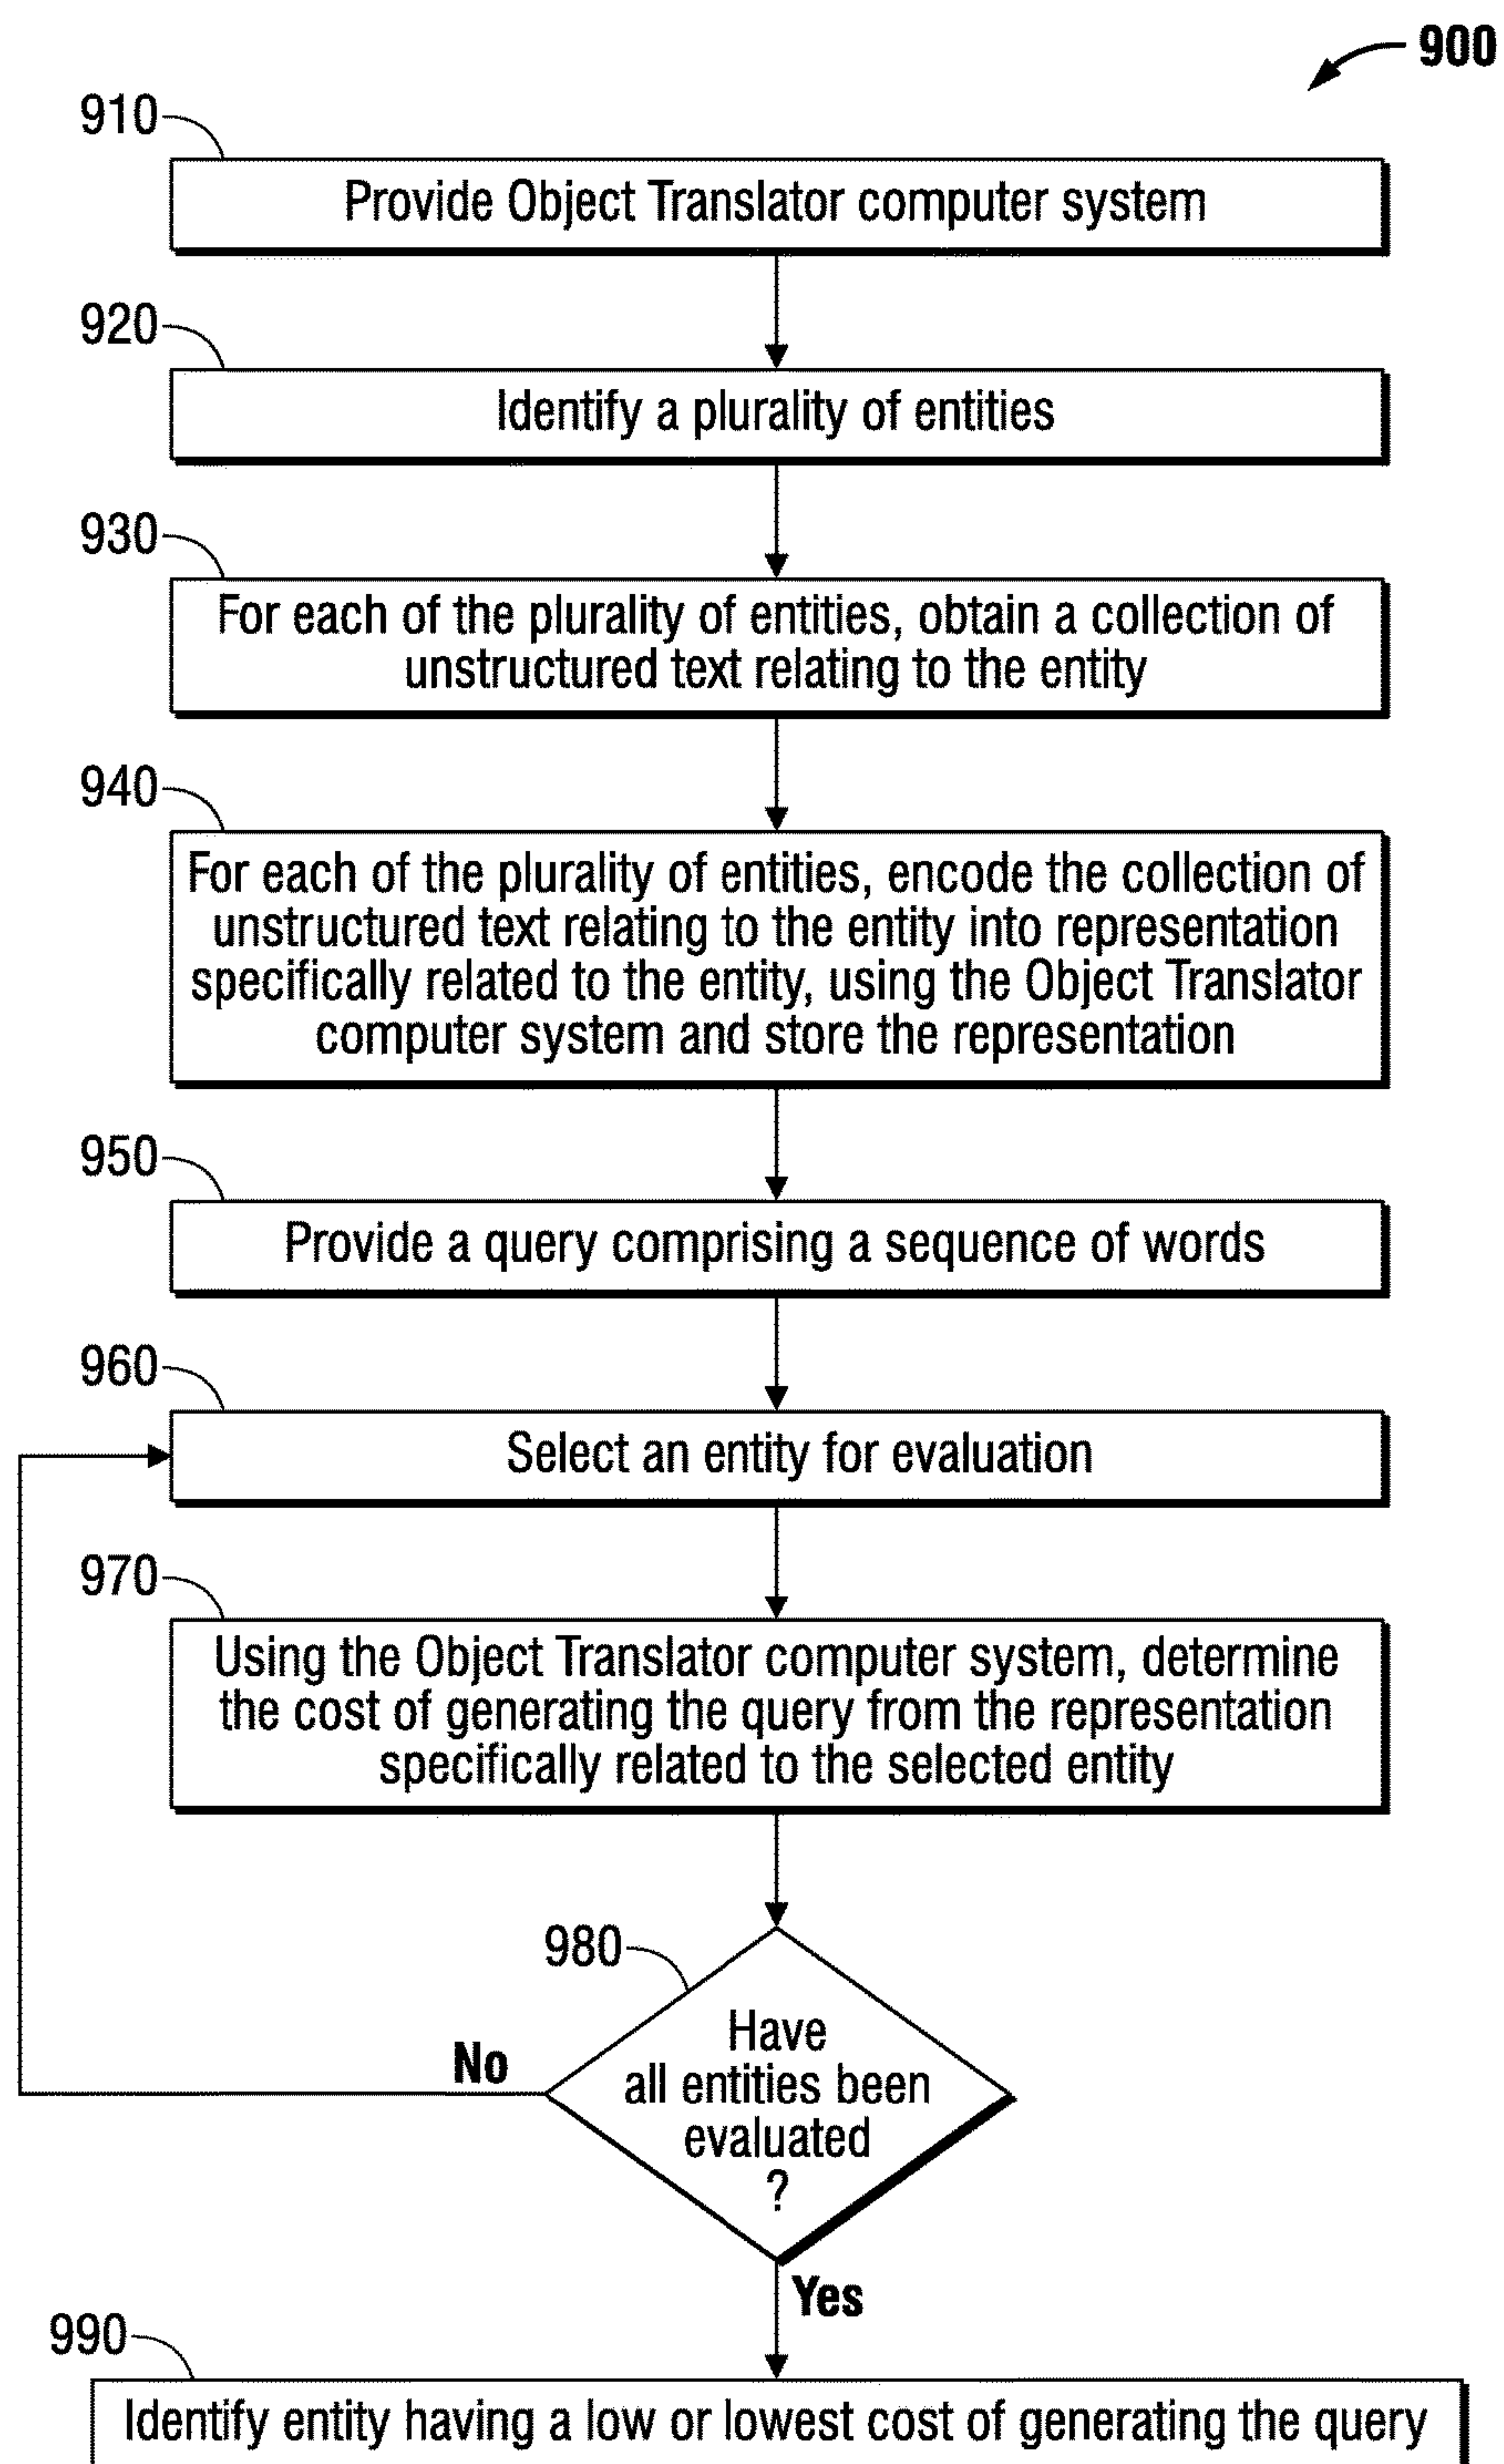 900
910
Provide Object Translator computer system
920
Identify a plurality of entities
930
For each of the plurality of entities, obtain a collection of
unstructured text relating to the entity
940
For each of the plurality of entities, encode the collection of
unstructured text relating to the entity into representation
specifically related to the entity, using the Object Translator
computer system and store the representation
950
Provide a query comprising a sequence of words
960
Select an entity for evaluation
970
Using the Object Translator computer system, determine
the cost of generating the query from the representation
specifically related to the selected entity
980
Have
all entities been
evaluated
?
No
Yes
990
Identify entity having a low or lowest cost of generating the query